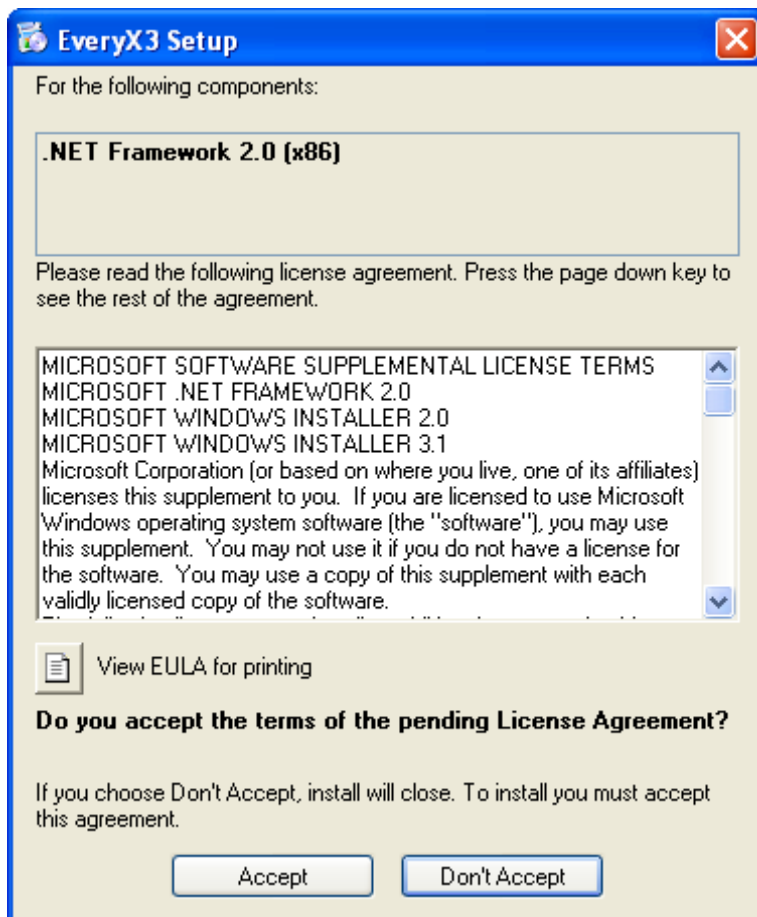 EveryX3 Setup
For the following components:
.NET Framework 2.0 (x86)
Please read the following license agreement. Press the page down key to
see the rest of the agreement.
MICROSOFT SOFTWARE SUPPLEMENTAL LICENSE TERMS
MICROSOFT .NET FRAMEWORK 2.0
MICROSOFT WINDOWS INSTALLER 2.0
MICROSOFT WINDOWS INSTALLER 3.1
Microsoft Corporation (or based on where you live, one of its affiliates)
licenses this supplement to you.  If you are licensed to use Microsoft
Windows operating system software (the "software"), you may use
this supplement.  You may not use it if you do not have a license for
the software.  You may use a copy of this supplement with each
validly licensed copy of the software.
View EULA for printing
Do you accept the terms of the pending License Agreement?
If you choose Don't Accept, install will close. To install you must accept
this agreement.
Accept
Don't Accept